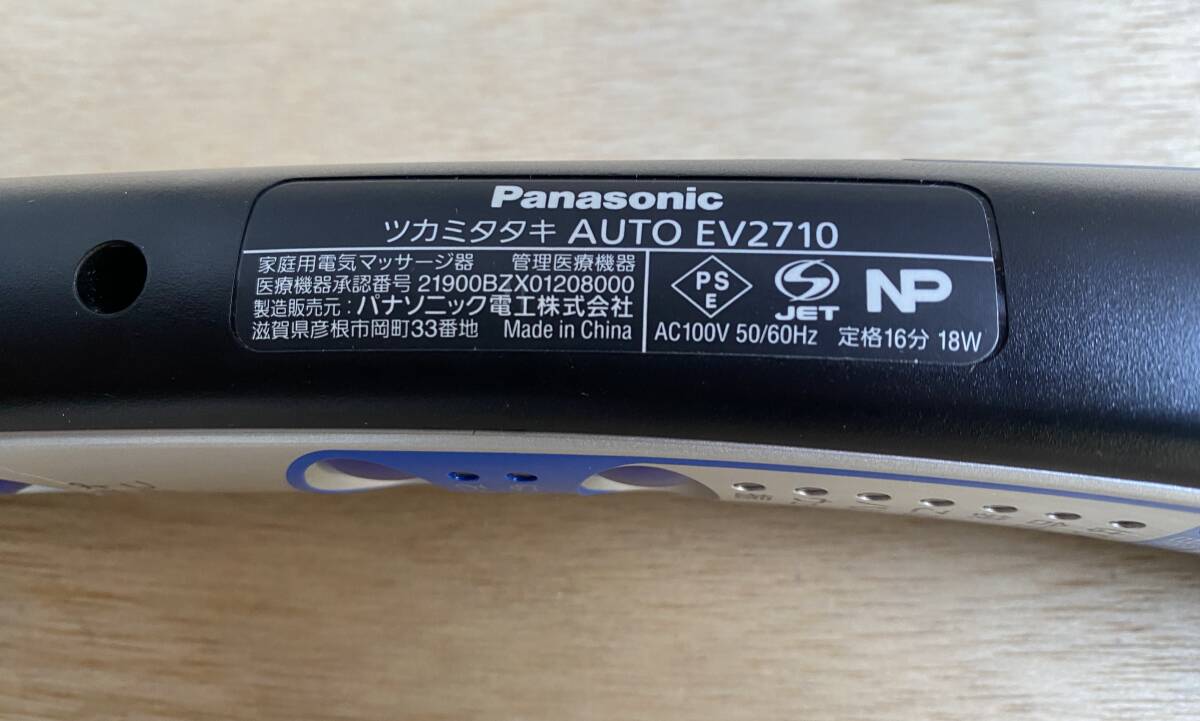 Panasonic
ツカミタタキ AUTO EV2710
家庭用電気マッサージ器 管理医療機器
医療機器承認番号 21900BZX01208000
製造販売元:パナソニック電工株式会社
滋賀県彦根市岡町33番地 Made in China
PS
E
JET
NP
AC100V 50/60Hz 定格16分 18W